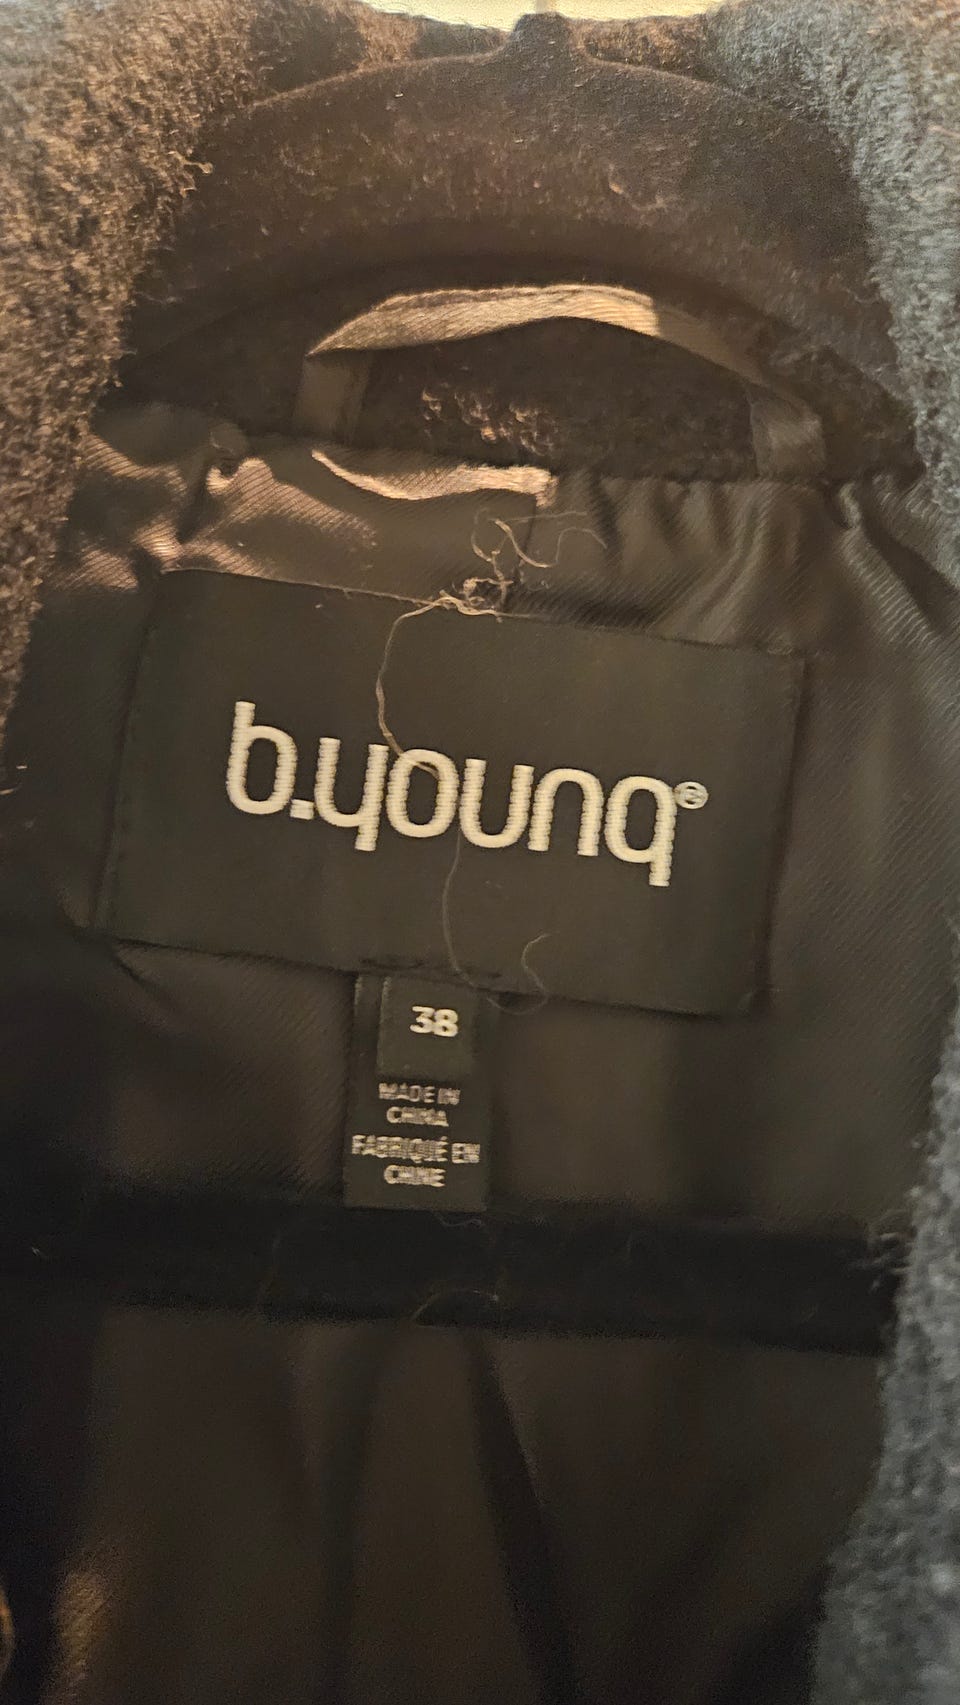 b.young®
38
MADE IN
CHINA
FABRIQUÉ EN
CHINE